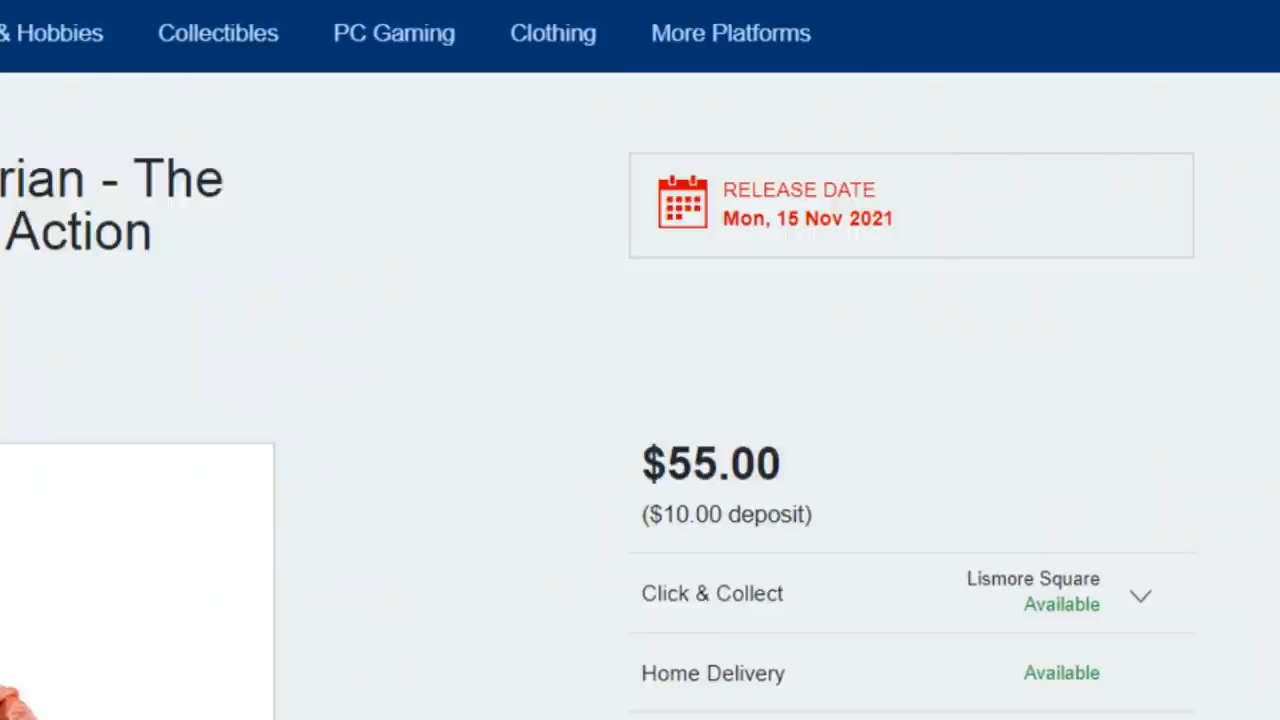 & Hobbies Collectibles PC Gaming Clothing More Platforms
rian - The
Action
RELEASE DATE
Mon, 15 Nov 2021
$55.00
($10.00 deposit)
Click & Collect
Lismore Square
Available
Home Delivery
Available